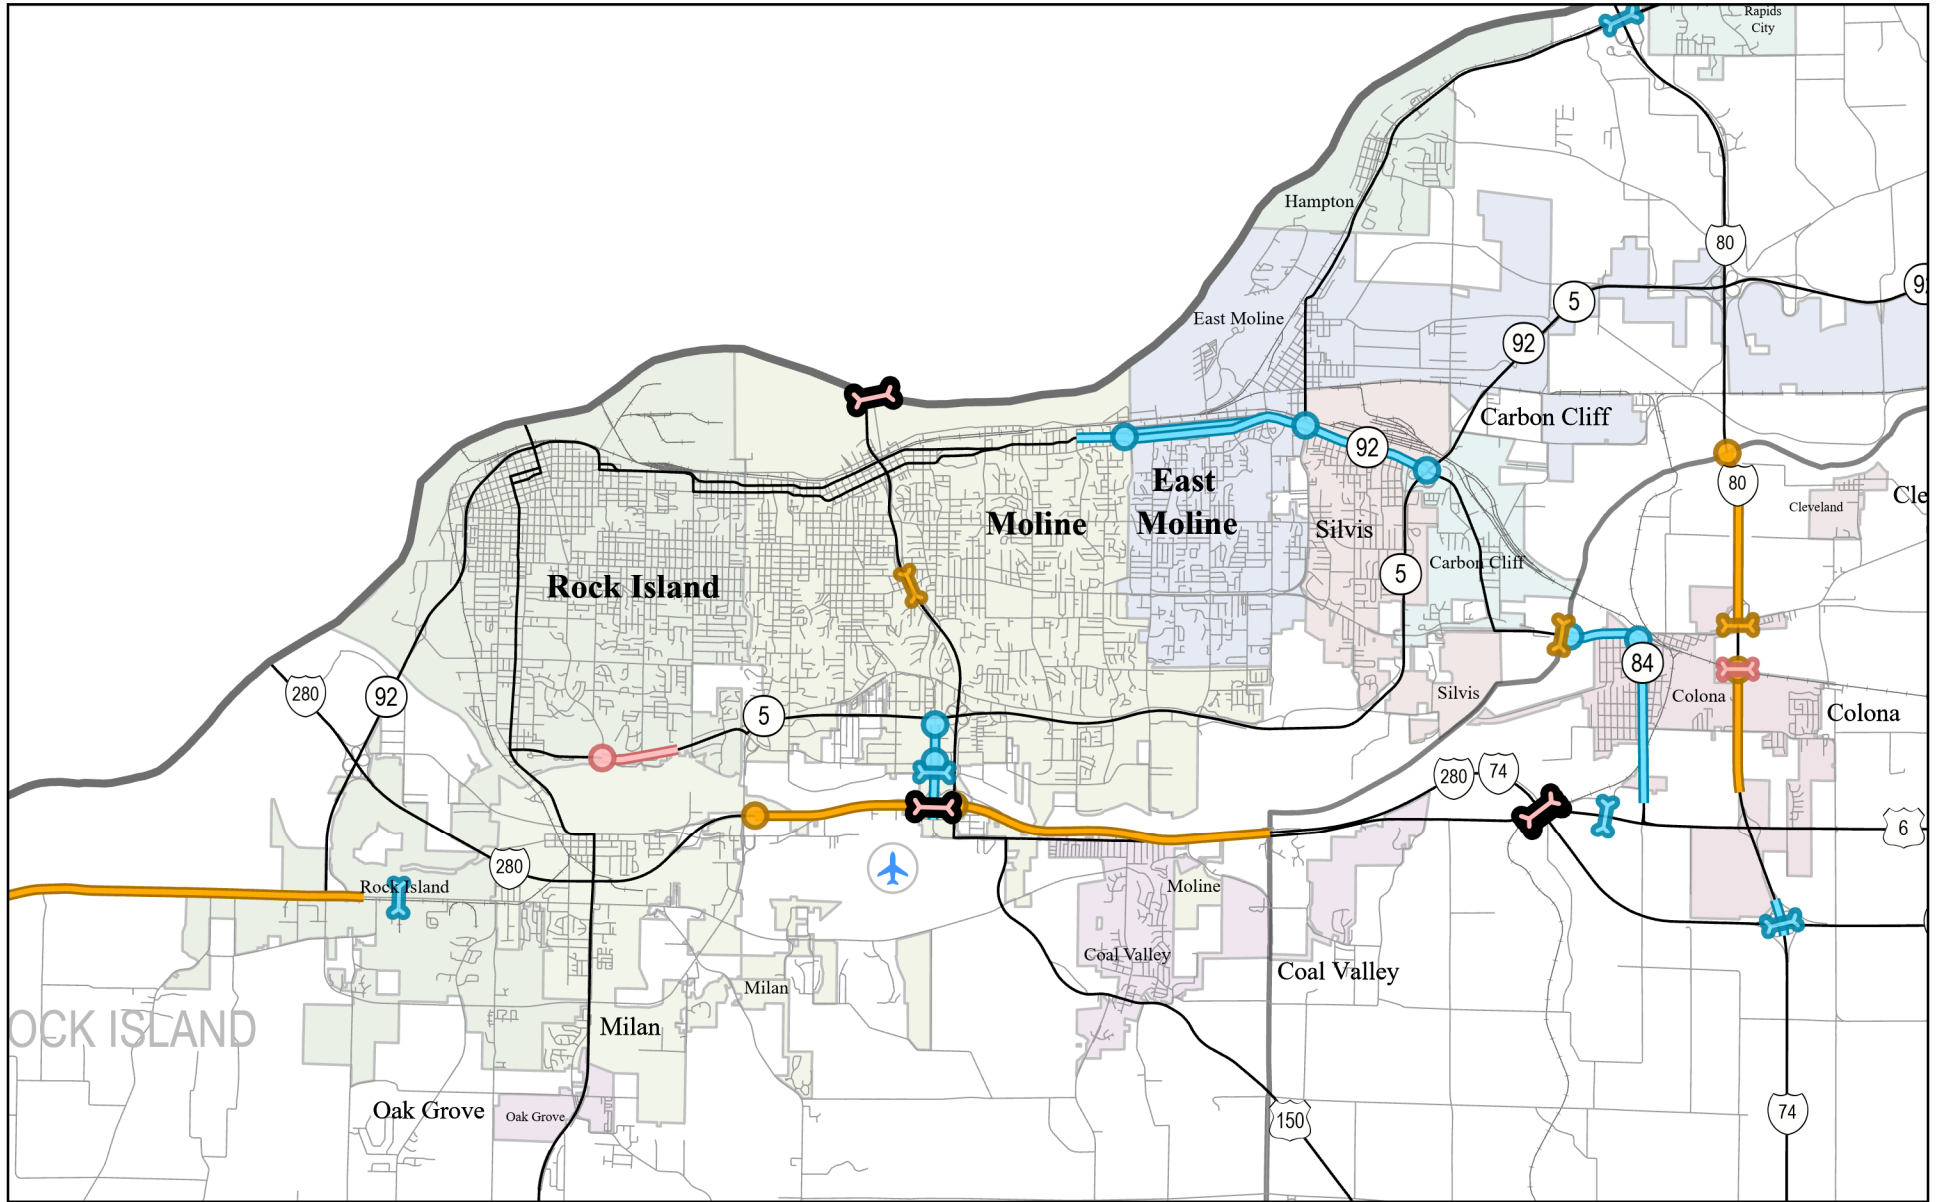 Rapids
City
Hampton
80
9
5
East Moline
92
Carbon Cliff
92
East
Moline
Moline
80
Cleveland
Cle
Silvis
Carbon Cliff
5
Rock Island
84
280
92
Silvis
Colona
Colona
5
280
74
6
280
Rock Island
Moline
Coal Valley
Coal Valley
Milan
OCK ISLAND
Milan
Oak Grove
Oak Grove
150
74